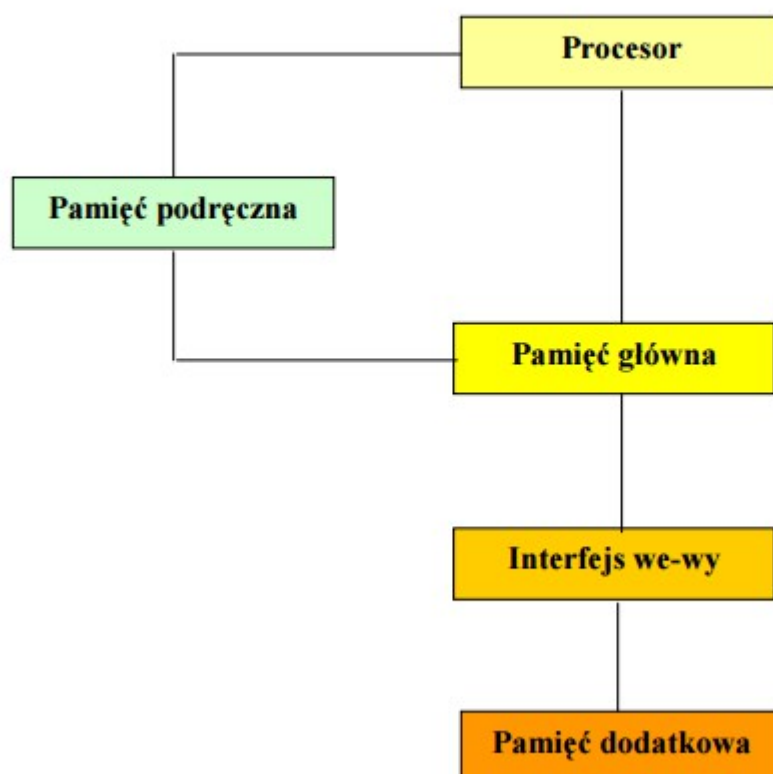 Procesor
Pamięć podręczna
Pamięć główna
Interfejs we-wy
Pamięć dodatkowa